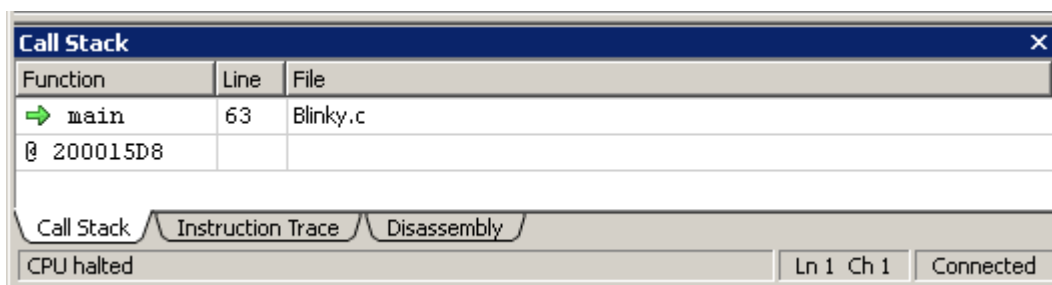 Call Stack
Function Line File
main 63 Blinky.c
@ 200015D8
Call Stack Instruction Trace Disassembly
CPU halted Ln 1 Ch 1 Connected